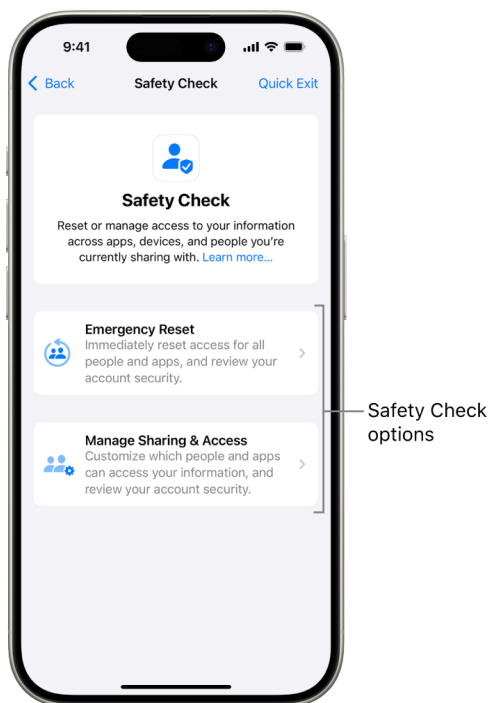 9:41
Back
Safety Check
Quick Exit
Safety Check
Reset or manage access to your information
across apps, devices, and people you're
currently sharing with. Learn more...
Emergency Reset
Immediately reset access for all
people and apps, and review your
account security.
Manage Sharing & Access
Customize which people and apps
can access your information, and
review your account security.
Safety Check
options